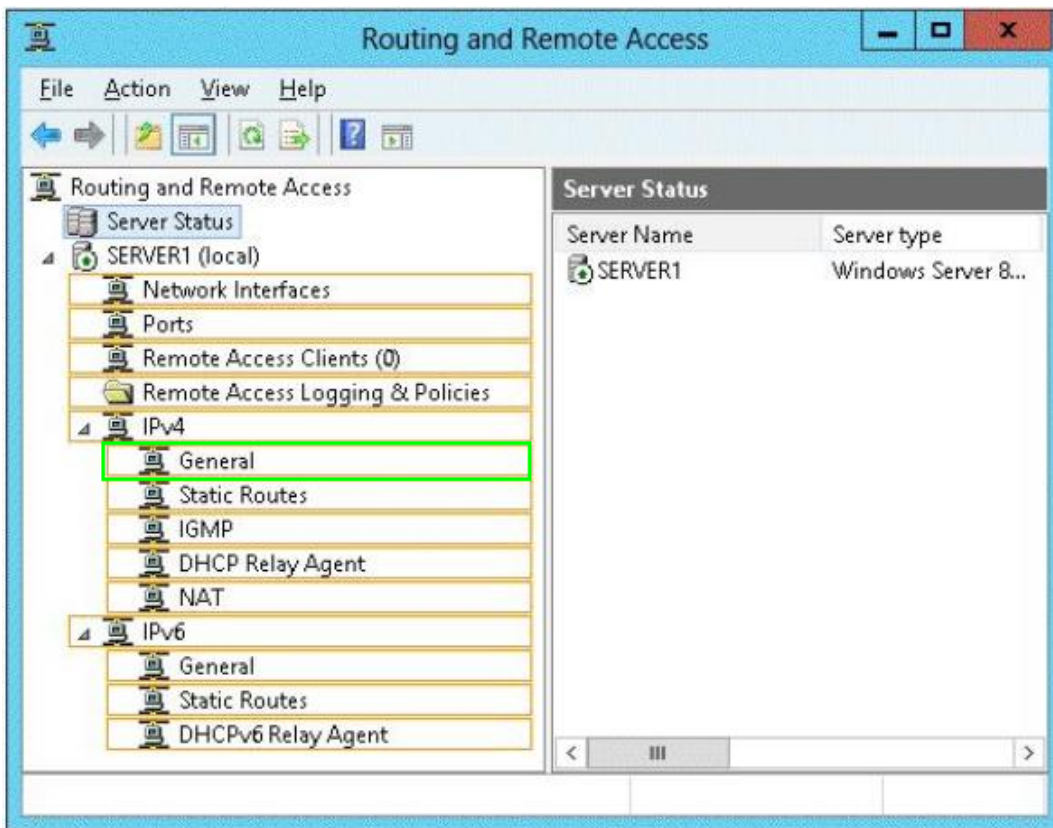 Routing and Remote Access
File Action View Help
Routing and Remote Access
Server Status
SERVER1 (local)
Network Interfaces
Ports
Remote Access Clients (0)
Remote Access Logging & Policies
IPv4
General
Static Routes
IGMP
DHCP Relay Agent
NAT
IPv6
General
Static Routes
DHCPv6 Relay Agent
Server Status
Server Name Server type
SERVER1 Windows Server 8...